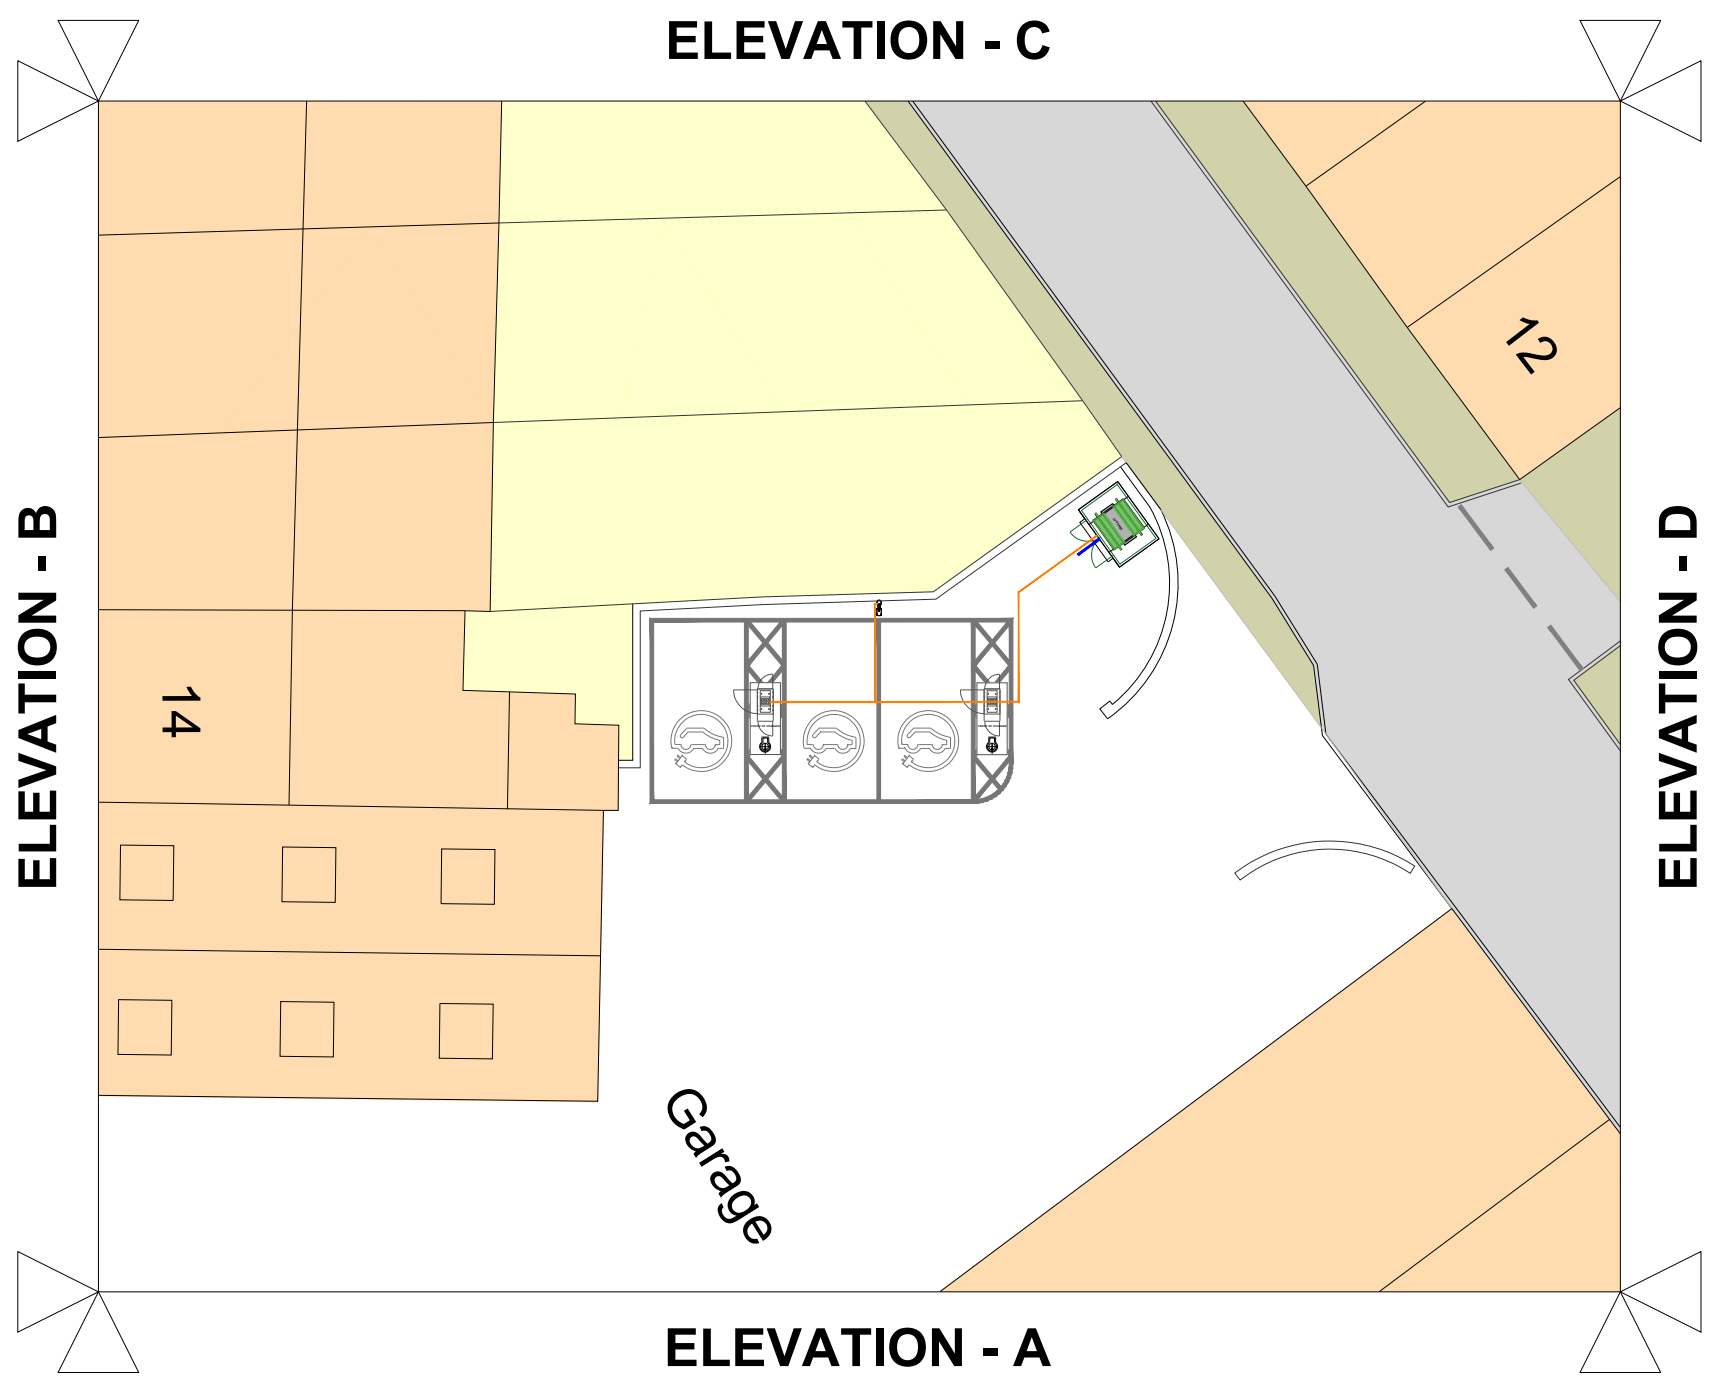 ELEVATION - C
12
ELEVATION - B
ELEVATION - D
14
Garage
ELEVATION - A